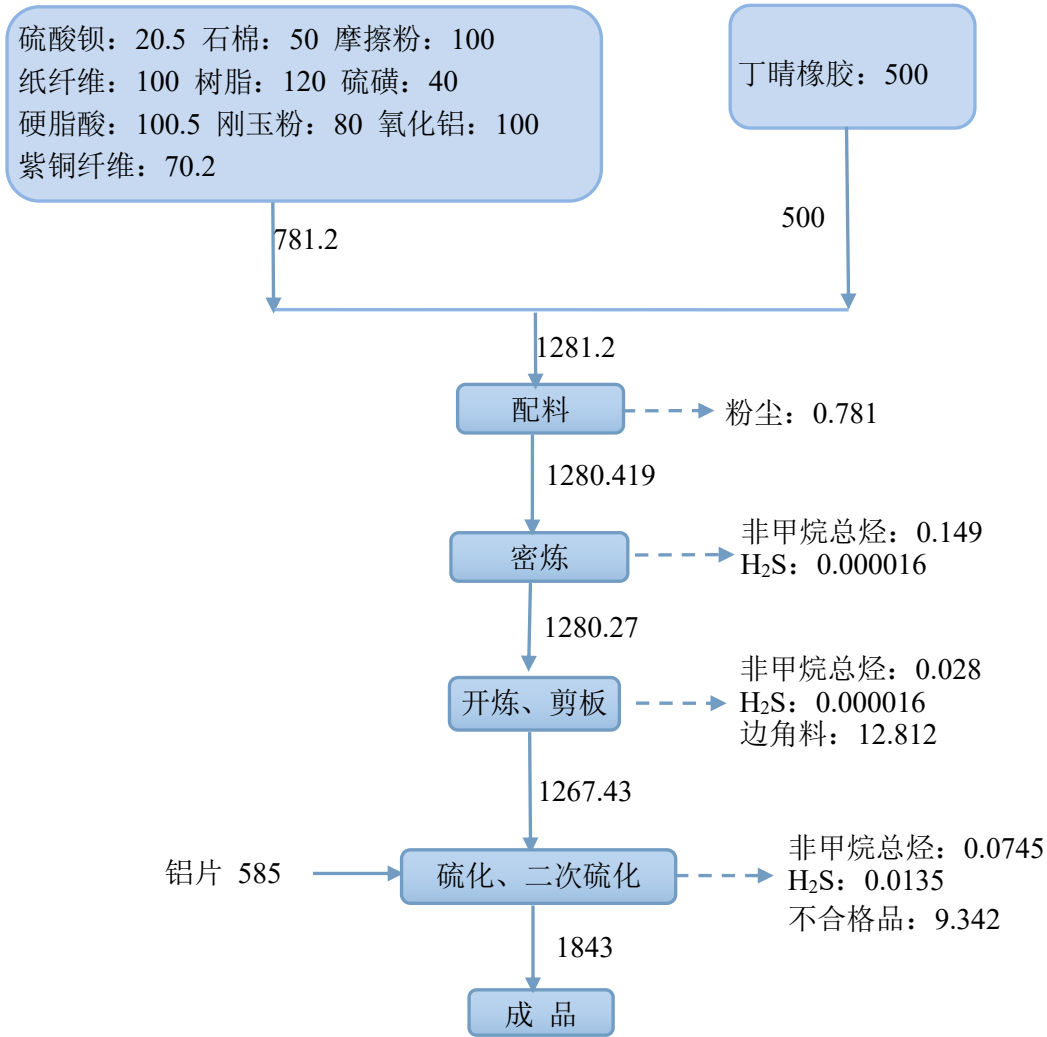 硫酸钡：20.5 石棉：50 摩擦粉：100
纸纤维：100 树脂：120 硫磺：40
硬脂酸：100.5 刚玉粉：80 氧化铝：100
紫铜纤维：70.2
丁晴橡胶：500
781.2
500
1281.2
配料
粉尘：0.781
1280.419
密炼
非甲烷总烃：0.149
H₂S：0.000016
1280.27
开炼、剪板
非甲烷总烃：0.028
H₂S：0.000016
边角料：12.812
1267.43
铝片 585
硫化、二次硫化
非甲烷总烃：0.0745
H₂S：0.0135
不合格品：9.342
1843
成 品